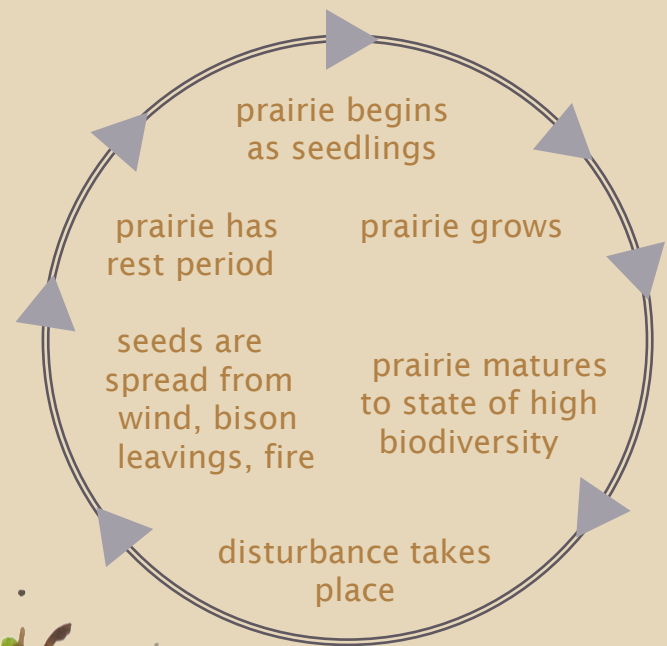 prairie begins
as seedlings
prairie grows
prairie matures
to state of high
biodiversity
disturbance takes
place
seeds are
spread from
wind, bison
leavings, fire
prairie has
rest period